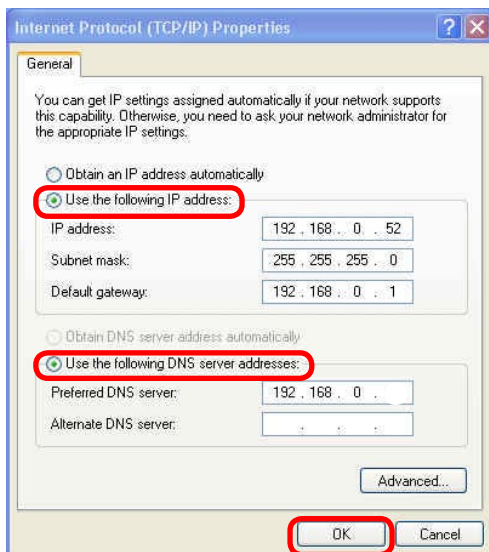 Internet Protocol (TCP/IP) Properties
General
You can get IP settings assigned automatically if your network supports
this capability. Otherwise, you need to ask your network administrator for
the appropriate IP settings.
Obtain an IP address automatically
Use the following IP address:
IP address: 192 . 168 . 0 . 52
Subnet mask: 255 . 255 . 255 . 0
Default gateway: 192 . 168 . 0 . 1
Obtain DNS server address automatically
Use the following DNS server addresses:
Preferred DNS server: 192 . 168 . 0 .
Alternate DNS server: . . .
Advanced...
OK Cancel